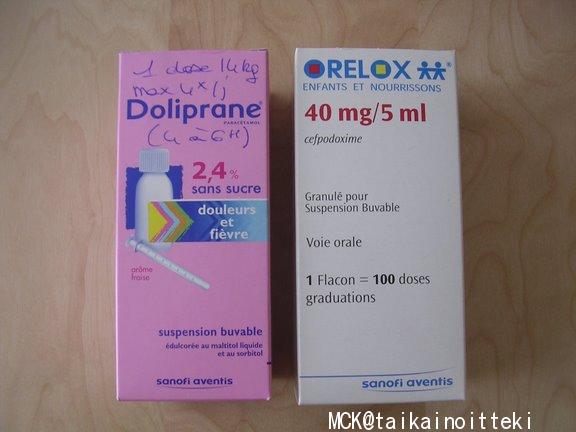 1 dose 14kg
max 4x/j
Doliprane®
PARACÉTAMOL
(4 à 6H)
2,4%
sans sucre
douleurs
et
fièvre
arôme
fraise
suspension buvable
édulcorée au maltitol liquide
et au sorbitol
sanofi aventis
ORELOX ®
ENFANTS ET NOURRISSONS
40 mg/5 ml
cefpodoxime
Granulé pour
Suspension Buvable
Voie orale
1 Flacon = 100 doses
graduations
sanofi aventis
MCK@taikainoitteki